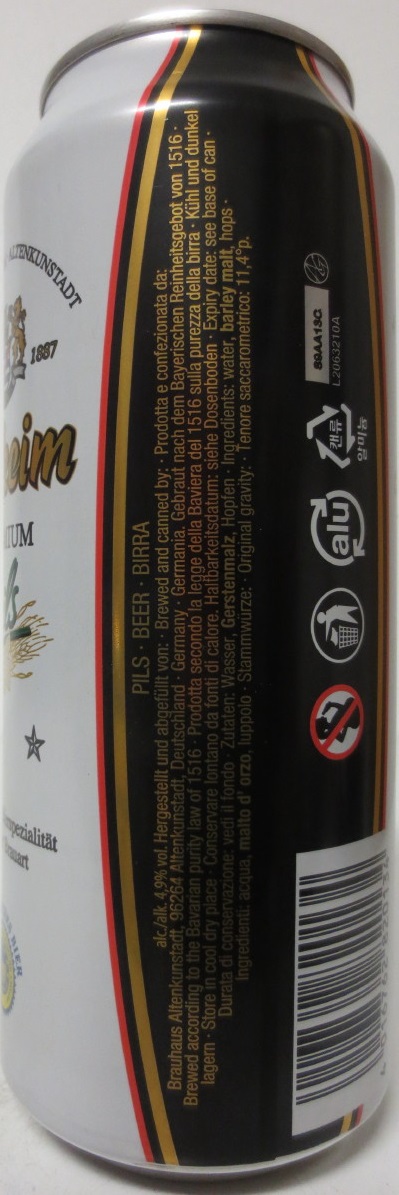 ALTENKUNSTADT
1887
eim
IUM
ls
spezialität
BIER
PILS · BEER · BIRRA
alc./alk. 4,9% vol. Hergestellt und abgefüllt von: · Brewed and canned by: · Prodotta e confezionata da:
Brauhaus Altenkunstadt, 96264 Altenkunstadt, Deutschland · Germany · Germania. Gebraut nach dem Bayerischen Reinheitsgebot von 1516 ·
Brewed according to the Bavarian purity law of 1516 · Prodotta secondo la legge della Baviera del 1516 sulla purezza della birra · Kühl und dunkel
lagern · Store in cool dry place · Conservare lontano da fonti di calore. Haltbarkeitsdatum: siehe Dosenboden · Expiry date: see base of can ·
Durata di conservazione: vedi il fondo · Zutaten: Wasser, Gerstenmalz, Hopfen · Ingredients: water, barley malt, hops ·
Ingredienti: acqua, malto d' orzo, luppolo · Stammwürze: · Original gravity: · Tenore saccarometrico: 11,4°p.
89AA13C
L2063210A
캔류
알미늄
alu